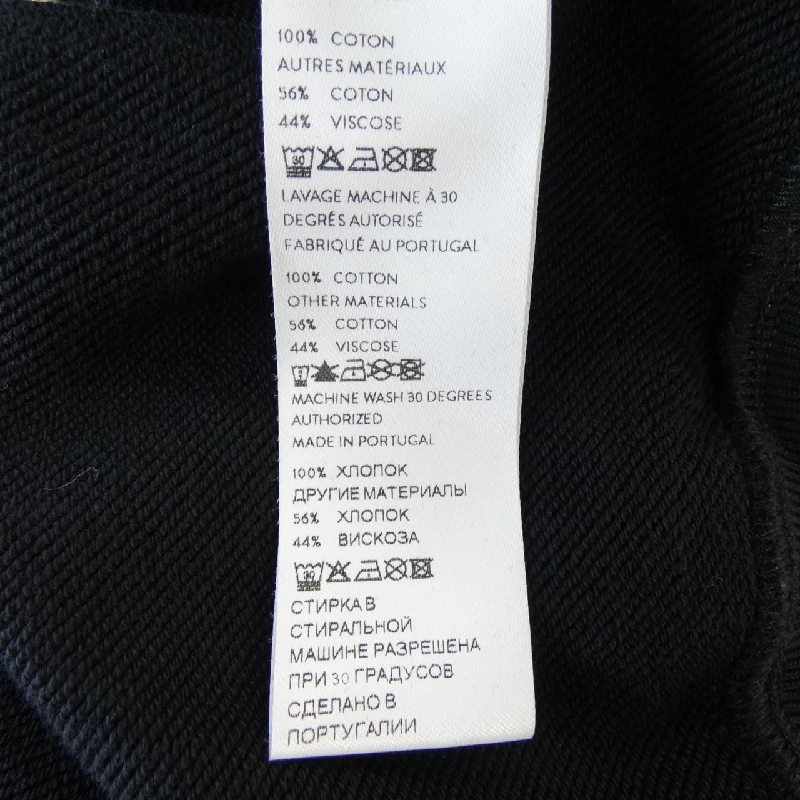 100% COTON
AUTRES MATÉRIAUX
56% COTON
44% VISCOSE
30
LAVAGE MACHINE À 30
DEGRÉS AUTORISÉ
FABRIQUÉ AU PORTUGAL
100% COTTON
OTHER MATERIALS
56% COTTON
44% VISCOSE
MACHINE WASH 30 DEGREES
AUTHORIZED
MADE IN PORTUGAL
100% ХЛОПОК
ДРУГИЕ МАТЕРИАЛЫ
56% ХЛОПОК
44% ВИСКОЗА
30
СТИРКА В
СТИРАЛЬНОЙ
МАШИНЕ РАЗРЕШЕНА
ПРИ 30 ГРАДУСОВ
СДЕЛАНО В
ПОРТУГАЛИИ